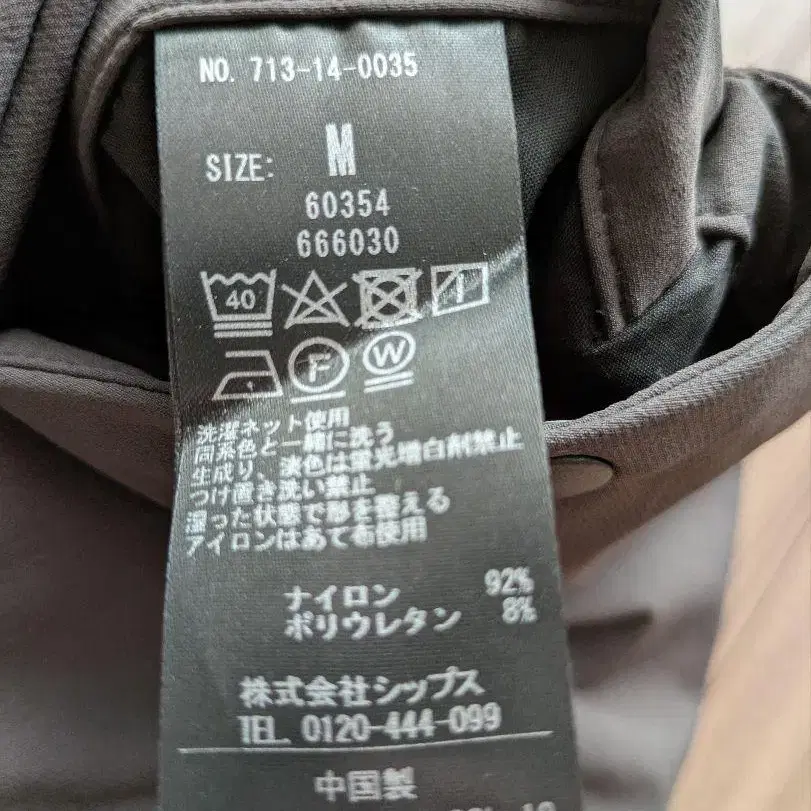 NO. 713-14-0035
SIZE: M
60354
666030
40
F W
洗濯ネット使用
同系色と一緒に洗う
生成り、淡色は蛍光増白剤禁止
つけ置き洗い禁止
湿った状態で形を整える
アイロンはあて布使用
ナイロン 92%
ポリウレタン 8%
株式会社シップス
TEL. 0120-444-099
中国製